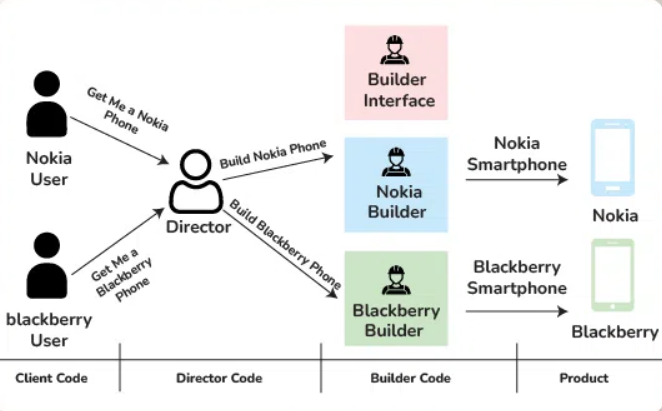 Get Me a Nokia
Phone
Nokia
User
Build Nokia Phone
Director
Build Blackberry Phone
Get Me a
Blackberry
Phone
blackberry
User
Builder
Interface
Nokia
Builder
Blackberry
Builder
Nokia
Smartphone
Nokia
Blackberry
Smartphone
Blackberry
Client Code
Director Code
Builder Code
Product